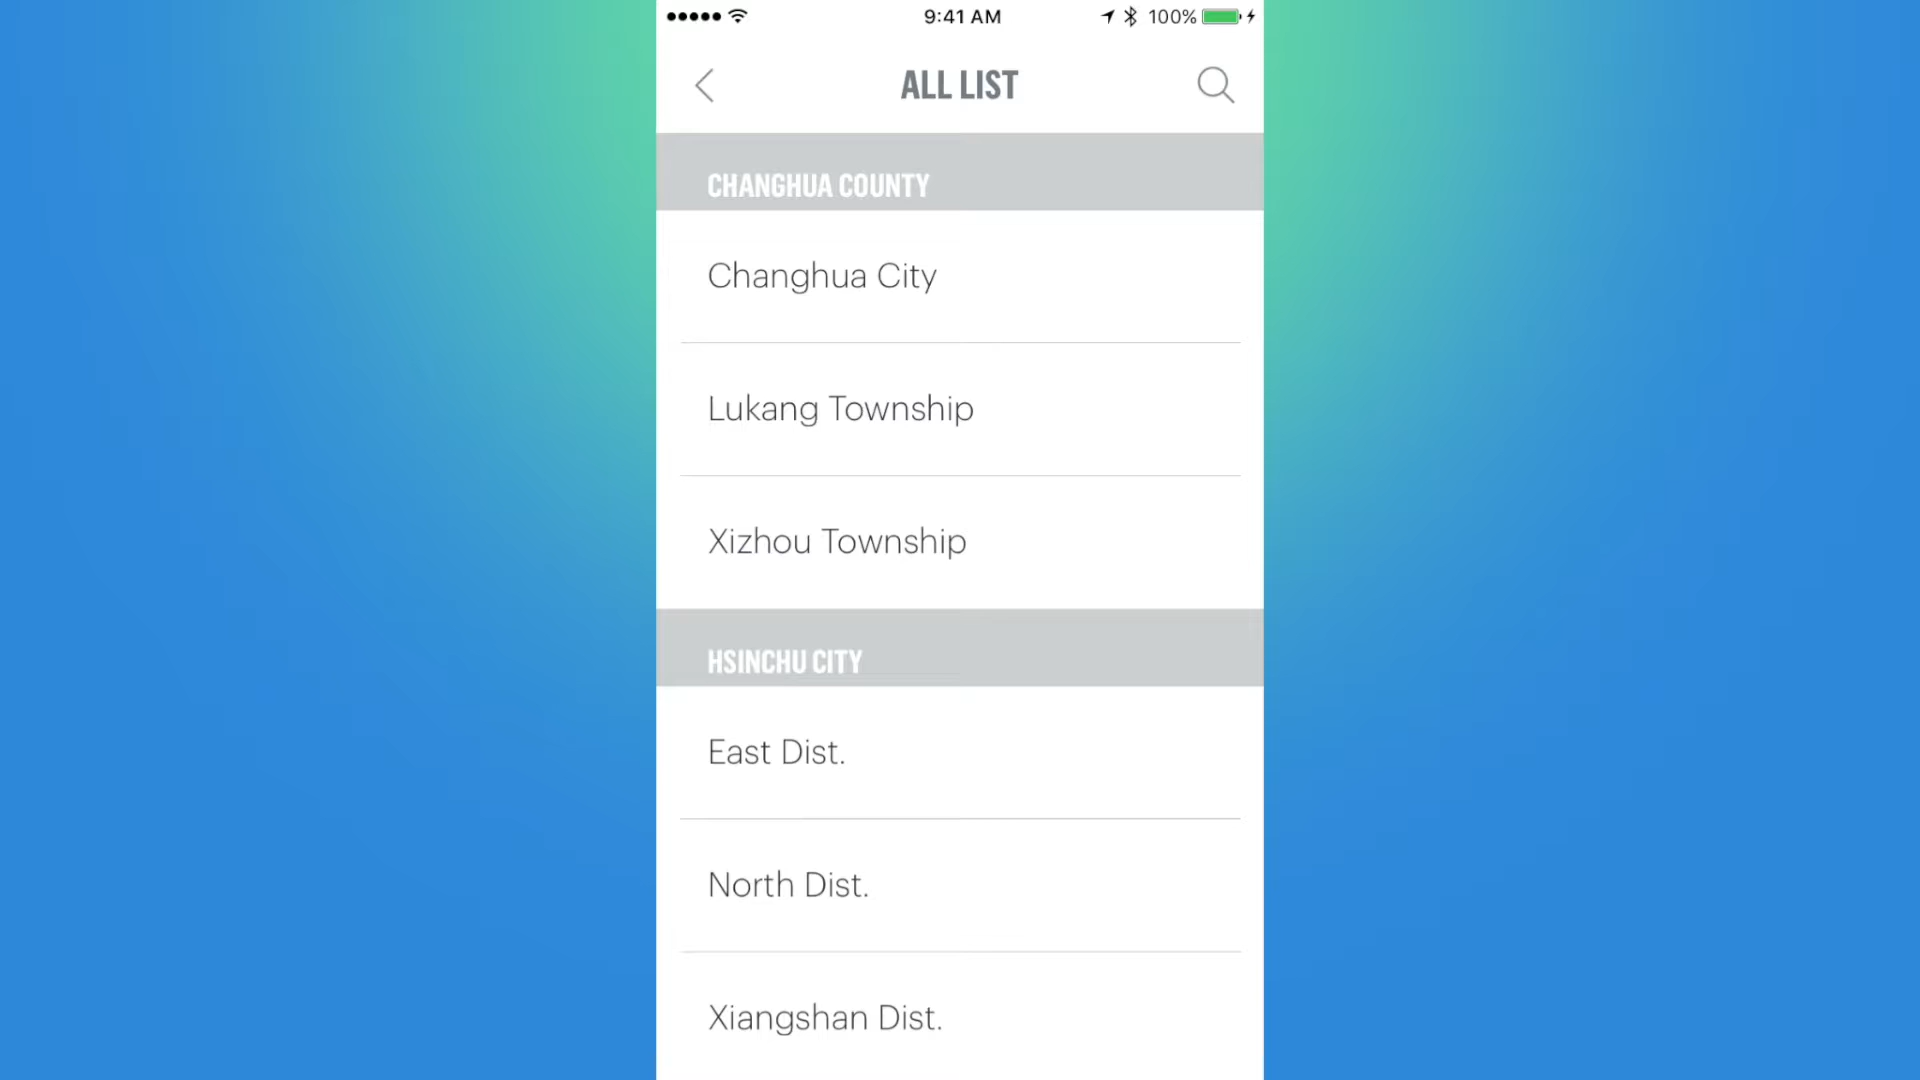 9:41 AM
100%
ALL LIST
CHANGHUA COUNTY
Changhua City
Lukang Township
Xizhou Township
HSINCHU CITY
East Dist.
North Dist.
Xiangshan Dist.